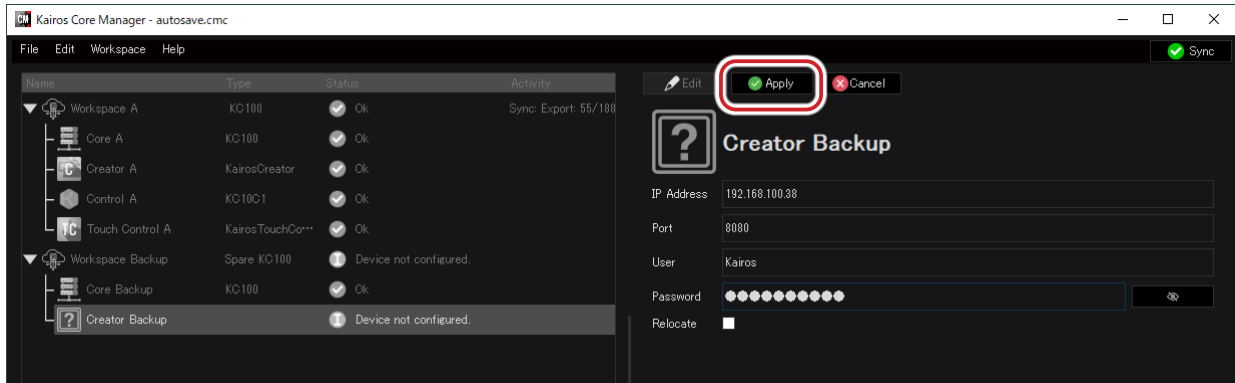 CM Kairos Core Manager - autosave.cmc
File Edit Workspace Help Sync
Name Type Status Activity
Workspace A KC100 Ok Sync: Export: 55/188
Core A KC100 Ok
C Creator A KairosCreator Ok
Control A KC10C1 Ok
TC Touch Control A KairosTouchCo··· Ok
Workspace Backup Spare KC100 Device not configured.
Core Backup KC100 Ok
? Creator Backup Device not configured.
Edit Apply Cancel
? Creator Backup
IP Address 192.168.100.38
Port 8080
User Kairos
Password ●●●●●●●●●●
Relocate